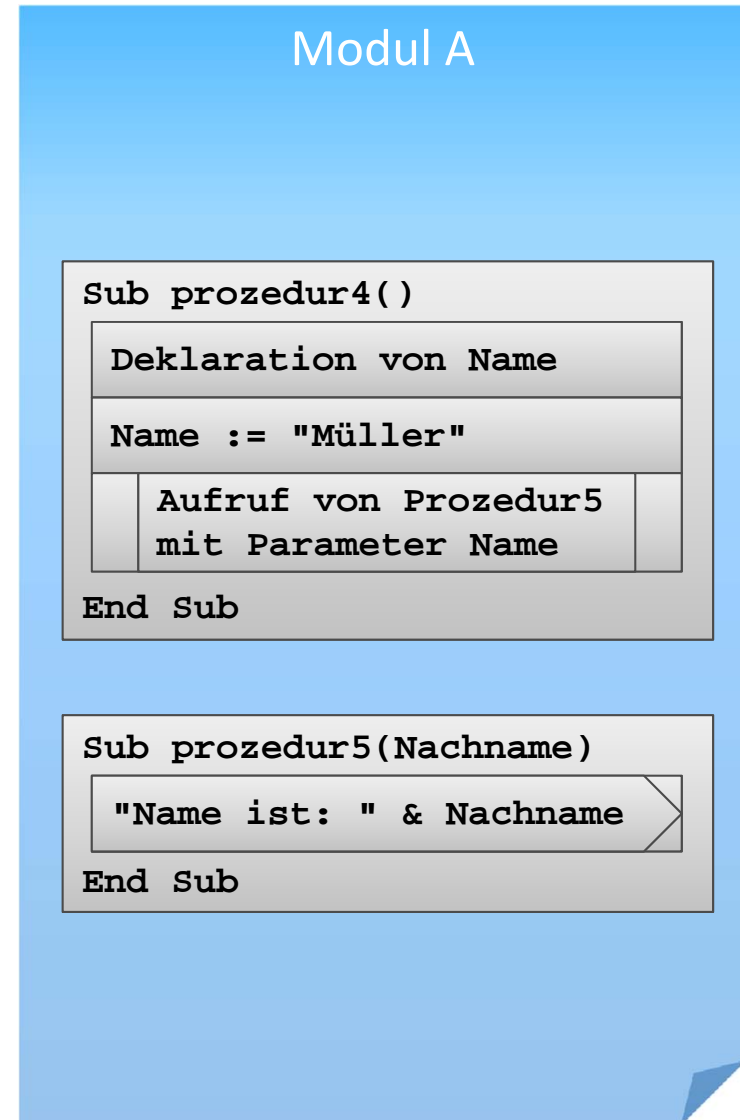 Modul A
Sub prozedur4()
Deklaration von Name
Name := "Müller"
Aufruf von Prozedur5
mit Parameter Name
End Sub
Sub prozedur5(Nachname)
"Name ist: " & Nachname
End Sub